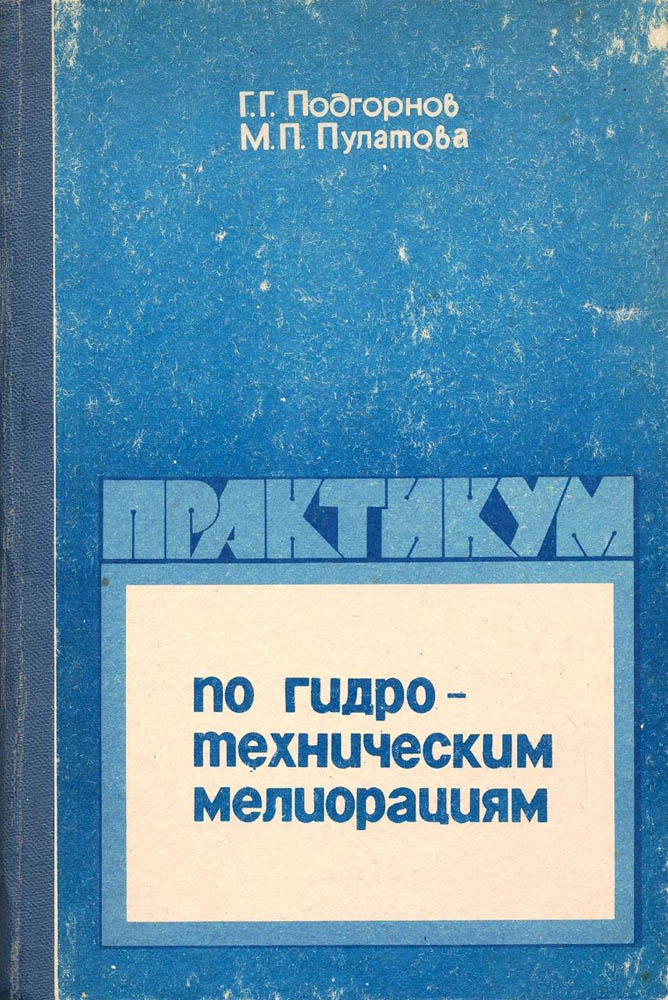 Г.Г. Подгорнов
М.П. Пулатова
ПРАКТИКУМ
по гидро-
техническим
мелиорациям